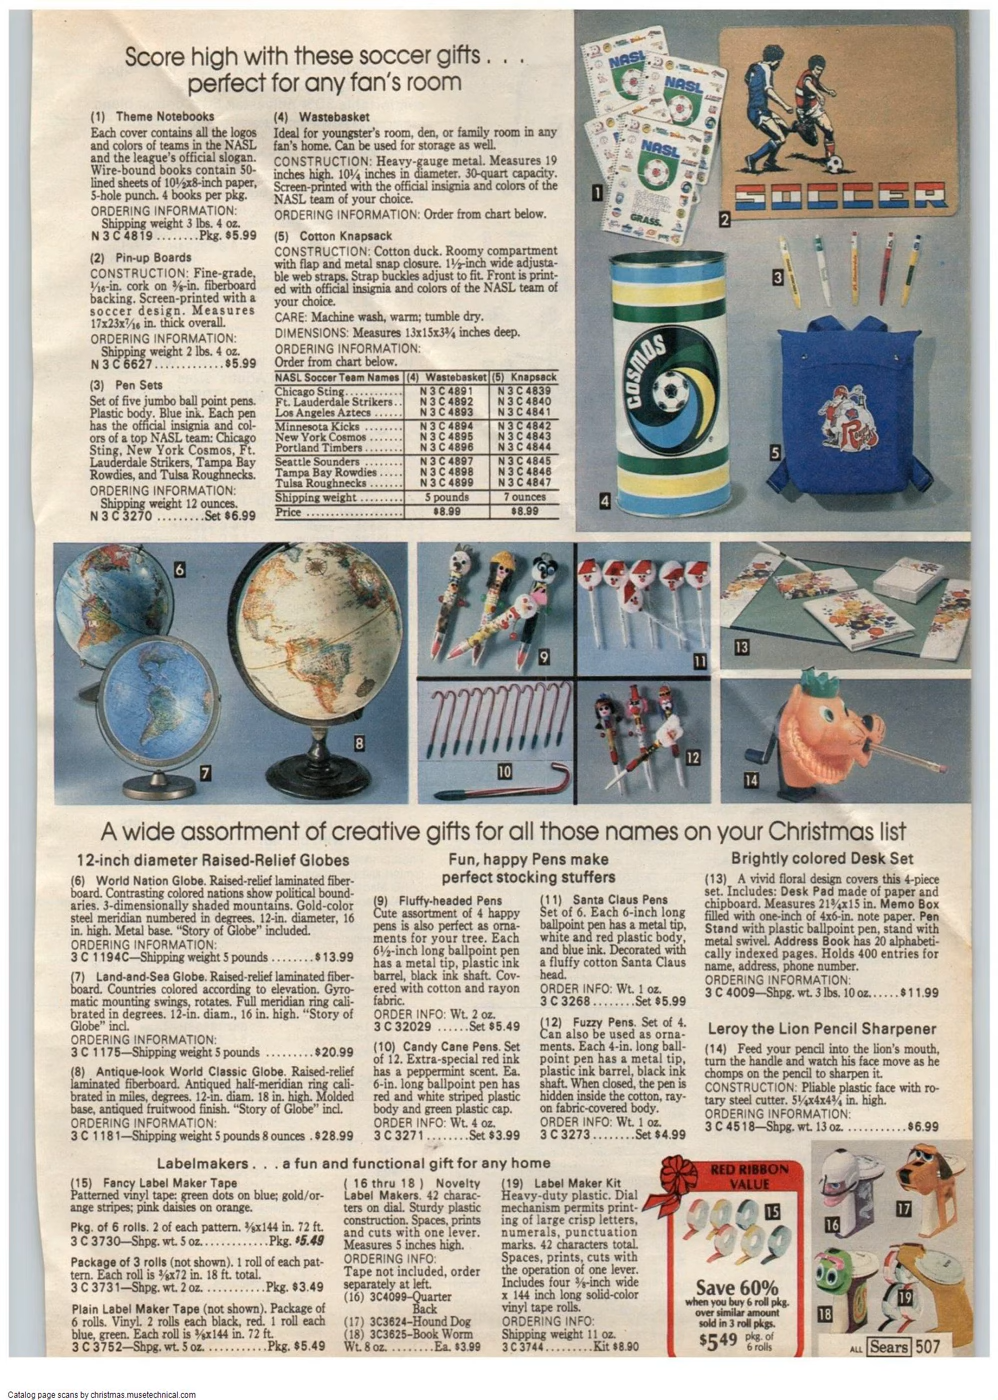 Score high with these soccer gifts . . .
perfect for any fan's room
(1) Theme Notebooks
Each cover contains all the logos
and colors of teams in the NASL
and the league's official slogan.
Wire-bound books contain 50-
lined sheets of 10½x8-inch paper,
5-hole punch. 4 books per pkg.
ORDERING INFORMATION:
Shipping weight 3 lbs. 4 oz.
N 3 C 4819 ........Pkg. $5.99
(2) Pin-up Boards
CONSTRUCTION: Fine-grade,
1/16-in. cork on 3/8-in. fiberboard
backing. Screen-printed with a
soccer design. Measures
17x23x7/16 in. thick overall.
ORDERING INFORMATION:
Shipping weight 2 lbs. 4 oz.
N 3 C 6627.............$5.99
(3) Pen Sets
Set of five jumbo ball point pens.
Plastic body. Blue ink. Each pen
has the official insignia and col-
ors of a top NASL team: Chicago
Sting, New York Cosmos, Ft.
Lauderdale Strikers, Tampa Bay
Rowdies, and Tulsa Roughnecks.
ORDERING INFORMATION:
Shipping weight 12 ounces.
N 3 C 3270 .........Set $6.99
(4) Wastebasket
Ideal for youngster's room, den, or family room in any
fan's home. Can be used for storage as well.
CONSTRUCTION: Heavy-gauge metal. Measures 19
inches high. 10¼ inches in diameter. 30-quart capacity.
Screen-printed with the official insignia and colors of the
NASL team of your choice.
ORDERING INFORMATION: Order from chart below.
(5) Cotton Knapsack
CONSTRUCTION: Cotton duck. Roomy compartment
with flap and metal snap closure. 1½-inch wide adjusta-
ble web straps. Strap buckles adjust to fit. Front is print-
ed with official insignia and colors of the NASL team of
your choice.
CARE: Machine wash, warm; tumble dry.
DIMENSIONS: Measures 13x15x3¾ inches deep.
ORDERING INFORMATION:
Order from chart below.
NASL Soccer Team Names (4) Wastebasket (5) Knapsack
Chicago Sting........... N 3 C 4891 N 3 C 4839
Ft. Lauderdale Strikers.. N 3 C 4892 N 3 C 4840
Los Angeles Aztecs ...... N 3 C 4893 N 3 C 4841
Minnesota Kicks ........ N 3 C 4894 N 3 C 4842
New York Cosmos ....... N 3 C 4895 N 3 C 4843
Portland Timbers........ N 3 C 4896 N 3 C 4844
Seattle Sounders ........ N 3 C 4897 N 3 C 4845
Tampa Bay Rowdies .... N 3 C 4898 N 3 C 4846
Tulsa Roughnecks ....... N 3 C 4899 N 3 C 4847
Shipping weight ......... 5 pounds 7 ounces
Price .................. $8.99 $8.99
NASL
NASL
NASL
GRASS.
1
SOCCER
2
3
COSMOS
4
5
6
7
8
9
10
11
12
13
14
A wide assortment of creative gifts for all those names on your Christmas list
12-inch diameter Raised-Relief Globes
(6) World Nation Globe. Raised-relief laminated fiber-
board. Contrasting colored nations show political bound-
aries. 3-dimensionally shaded mountains. Gold-color
steel meridian numbered in degrees. 12-in. diameter, 16
in. high. Metal base. "Story of Globe" included.
ORDERING INFORMATION:
3 C 1194C—Shipping weight 5 pounds ........$13.99
(7) Land-and-Sea Globe. Raised-relief laminated fiber-
board. Countries colored according to elevation. Gyro-
matic mounting swings, rotates. Full meridian ring cali-
brated in degrees. 12-in. diam., 16 in. high. "Story of
Globe" incl.
ORDERING INFORMATION:
3 C 1175—Shipping weight 5 pounds .........$20.99
(8) Antique-look World Classic Globe. Raised-relief
laminated fiberboard. Antiqued half-meridian ring cali-
brated in miles, degrees. 12-in. diam. 18 in. high. Molded
base, antiqued fruitwood finish. "Story of Globe" incl.
ORDERING INFORMATION:
3 C 1181—Shipping weight 5 pounds 8 ounces .$28.99
Fun, happy Pens make
perfect stocking stuffers
(9) Fluffy-headed Pens
Cute assortment of 4 happy
pens is also perfect as orna-
ments for your tree. Each
6½-inch long ballpoint pen
has a metal tip, plastic ink
barrel, black ink shaft. Cov-
ered with cotton and rayon
fabric.
ORDER INFO: Wt. 2 oz.
3 C 32029 ......Set $5.49
(10) Candy Cane Pens. Set
of 12. Extra-special red ink
has a peppermint scent. Ea.
6-in. long ballpoint pen has
red and white striped plastic
body and green plastic cap.
ORDER INFO: Wt. 4 oz.
3 C 3271........Set $3.99
(11) Santa Claus Pens
Set of 6. Each 6-inch long
ballpoint pen has a metal tip,
white and red plastic body,
and blue ink. Decorated with
a fluffy cotton Santa Claus
head.
ORDER INFO: Wt. 1 oz.
3 C 3268........Set $5.99
(12) Fuzzy Pens. Set of 4.
Can also be used as orna-
ments. Each 4-in. long ball-
point pen has a metal tip,
plastic ink barrel, black ink
shaft. When closed, the pen is
hidden inside the cotton, ray-
on fabric-covered body.
ORDER INFO: Wt. 1 oz.
3 C 3273........Set $4.99
Brightly colored Desk Set
(13) A vivid floral design covers this 4-piece
set. Includes: Desk Pad made of paper and
chipboard. Measures 21¾x15 in. Memo Box
filled with one-inch of 4x6-in. note paper. Pen
Stand with plastic ballpoint pen, stand with
metal swivel. Address Book has 20 alphabeti-
cally indexed pages. Holds 400 entries for
name, address, phone number.
ORDERING INFORMATION:
3 C 4009—Shpg. wt. 3 lbs. 10 oz......$11.99
Leroy the Lion Pencil Sharpener
(14) Feed your pencil into the lion's mouth,
turn the handle and watch his face move as he
chomps on the pencil to sharpen it.
CONSTRUCTION: Pliable plastic face with ro-
tary steel cutter. 5¼x4x4¾ in. high.
ORDERING INFORMATION:
3 C 4518—Shpg. wt. 13 oz. ............$6.99
Labelmakers . . . a fun and functional gift for any home
(15) Fancy Label Maker Tape
Patterned vinyl tape: green dots on blue; gold/or-
ange stripes; pink daisies on orange.
Pkg. of 6 rolls. 2 of each pattern. 3/8x144 in. 72 ft.
3 C 3730—Shpg. wt. 5 oz............Pkg. $5.49
Package of 3 rolls (not shown). 1 roll of each pat-
tern. Each roll is 3/8x72 in. 18 ft. total.
3 C 3731—Shpg. wt. 2 oz...........Pkg. $3.49
Plain Label Maker Tape (not shown). Package of
6 rolls. Vinyl. 2 rolls each black, red. 1 roll each
blue, green. Each roll is 3/8x144 in. 72 ft.
3 C 3752—Shpg. wt. 5 oz............Pkg. $5.49
( 16 thru 18 ) Novelty
Label Makers. 42 charac-
ters on dial. Sturdy plastic
construction. Spaces, prints
and cuts with one lever.
Measures 5 inches high.
ORDERING INFO:
Tape not included, order
separately at left.
(16) 3C4099-Quarter
Back
(17) 3C3624-Hound Dog
(18) 3C3625-Book Worm
Wt. 8 oz. ........Ea. $3.99
(19) Label Maker Kit
Heavy-duty plastic. Dial
mechanism permits print-
ing of large crisp letters,
numerals, punctuation
marks. 42 characters total.
Spaces, prints, cuts with
the operation of one lever.
Includes four 3/8-inch wide
x 144 inch long solid-color
vinyl tape rolls.
ORDERING INFO:
Shipping weight 11 oz.
3 C 3744.........Kit $8.90
RED RIBBON
VALUE
15
Save 60%
when you buy 6 roll pkg.
over similar amount
sold in 3 roll pkgs.
$5.49 pkg. of
6 rolls
16
17
18
19
ALL Sears 507
Catalog page scans by christmas.musetechnical.com